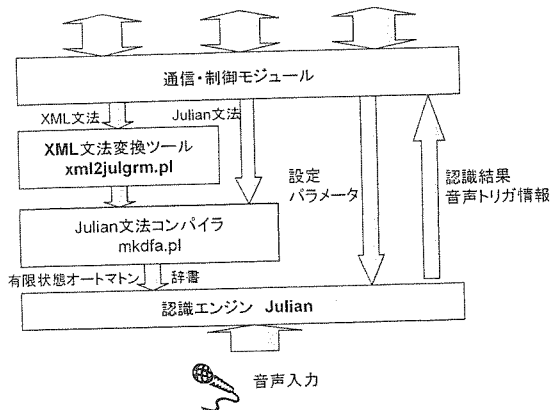 通信・制御モジュール
XML文法
Julian文法
XML文法変換ツール
xml2julgrm.pl
設定
パラメータ
認識結果
音声トリガ情報
Julian文法コンパイラ
mkdfa.pl
有限状態オートマトン
辞書
認識エンジン Julian
音声入力